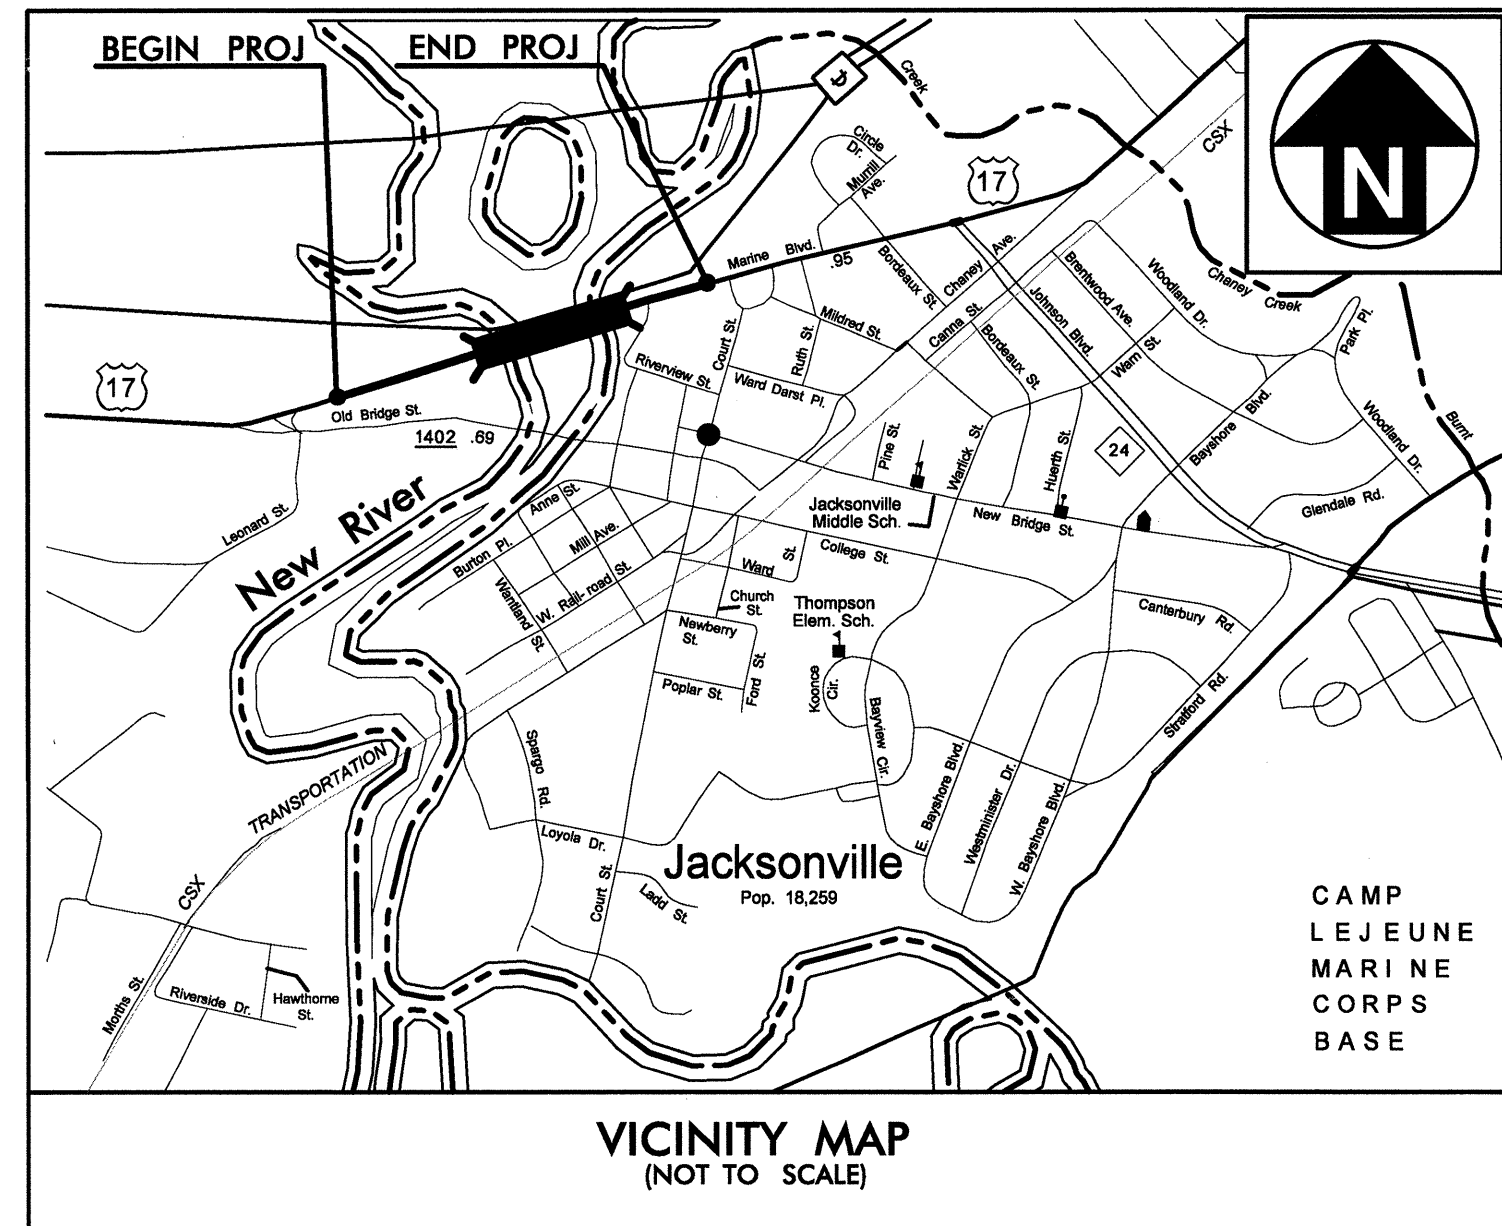 BEGIN PROJ
END PROJ
Creek
CSX
N
Circle
Dr.
Murrill
Ave.
17
Marine Blvd.
.95
Bordeaux St.
Chaney Ave.
Brentwood Ave.
Woodland Dr.
Chaney
Creek
Johnson Blvd.
Canna St.
Mildred St.
Court St.
Ruth St.
Bordeaux St.
Warn St.
Park Pl.
17
Riverview St.
Ward Darst Pl.
Old Bridge St.
1402 .69
Bayshore Blvd.
Woodland Dr.
Burnt
24
Pine St.
Warlick St.
Huerth St.
Glendale Rd.
New River
Leonard St.
Anne St.
Mill Ave.
Burton Pl.
Wantland St.
W. Rail-road St.
Jacksonville
Middle Sch.
New Bridge St.
College St.
Ward St.
Church
St.
Thompson
Elem. Sch.
Newberry
St.
Canterbury Rd.
Poplar St.
Ford St.
Koonce
Cir.
Bayview Cir.
Stratford Rd.
Spargo Rd.
TRANSPORTATION
CSX
E. Bayshore Blvd.
Westminister Dr.
W. Bayshore Blvd.
Loyola Dr.
Jacksonville
Pop. 18,259
Court St.
Ladd St.
CAMP
LEJEUNE
MARINE
CORPS
BASE
Morths St.
Riverside Dr.
Hawthorne
St.
VICINITY MAP
(NOT TO SCALE)